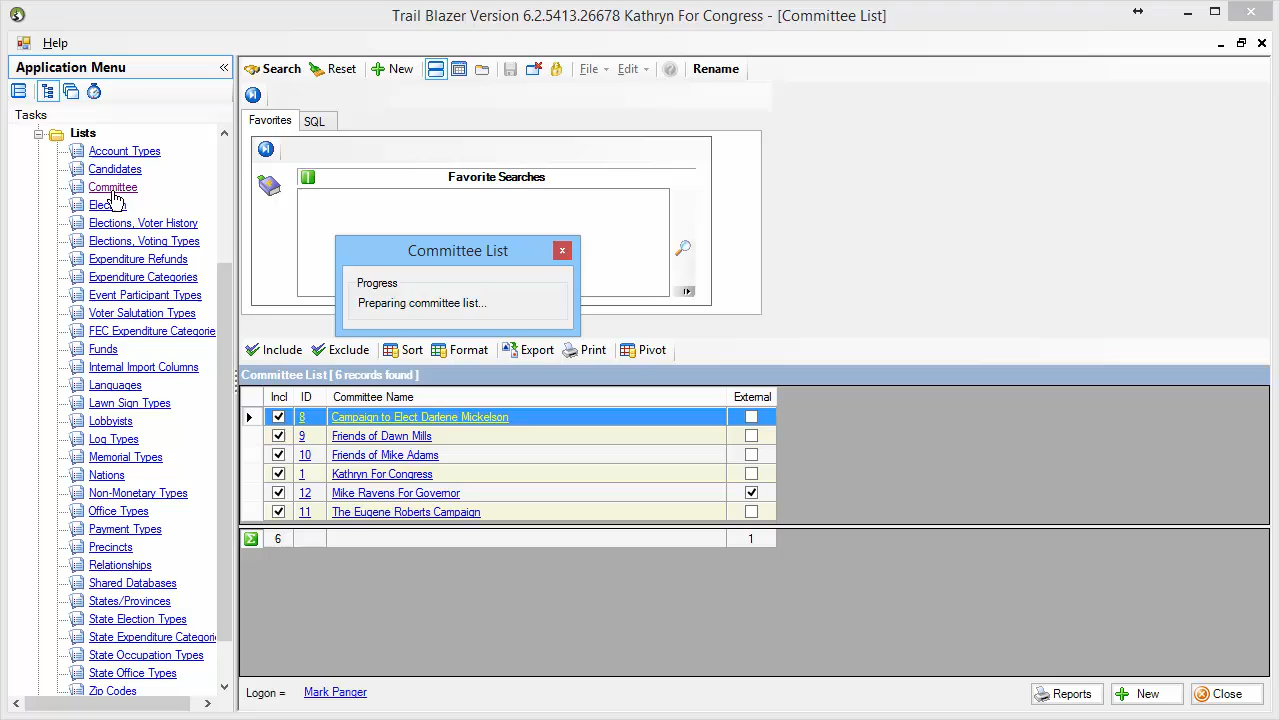 Trail Blazer Version 6.2.5413.26678 Kathryn For Congress - [Committee List]
Help
Application Menu
Search Reset New File Edit Rename
Tasks
Lists
Account Types
Candidates
Committee
Elections, Voter History
Elections, Voting Types
Expenditure Refunds
Expenditure Categories
Event Participant Types
Voter Salutation Types
FEC Expenditure Categorie
Funds
Internal Import Columns
Languages
Lawn Sign Types
Lobbyists
Log Types
Memorial Types
Nations
Non-Monetary Types
Office Types
Payment Types
Precincts
Relationships
Shared Databases
States/Provinces
State Election Types
State Expenditure Categori
State Occupation Types
State Office Types
Zip Codes
Favorites SQL
Favorite Searches
Committee List
Progress
Preparing committee list...
Include Exclude Sort Format Export Print Pivot
Committee List [ 6 records found ]
Incl ID Committee Name External
8 Campaign to Elect Darlene Mickelson
9 Friends of Dawn Mills
10 Friends of Mike Adams
1 Kathryn For Congress
12 Mike Ravens For Governor
11 The Eugene Roberts Campaign
6 1
Logon = Mark Panger
Reports New Close